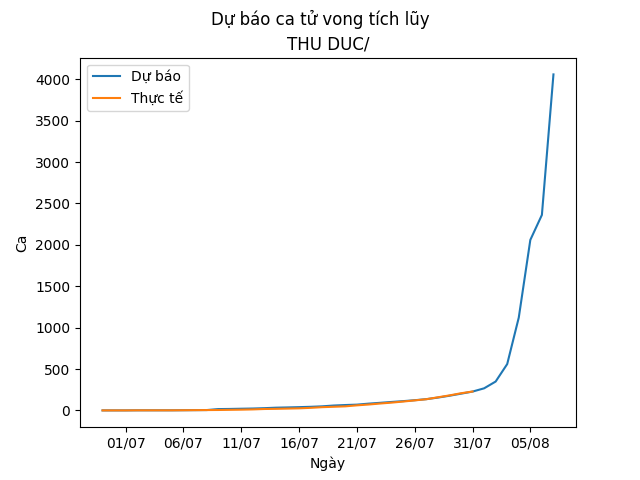 Dự báo ca tử vong tích lũy
THU DUC/
Dự báo
Thực tế
4000
3500
3000
2500
2000
1500
1000
500
0
Ca
01/07 06/07 11/07 16/07 21/07 26/07 31/07 05/08
Ngày